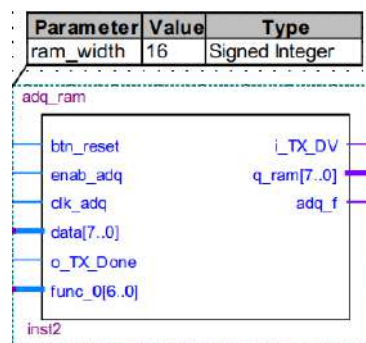 Parameter Value Type
ram_width 16 Signed Integer
adq_ram
btn_reset i_TX_DV
enab_adq q_ram[7..0]
clk_adq adq_f
data[7..0]
o_TX_Done
func_0[6..0]
inst2